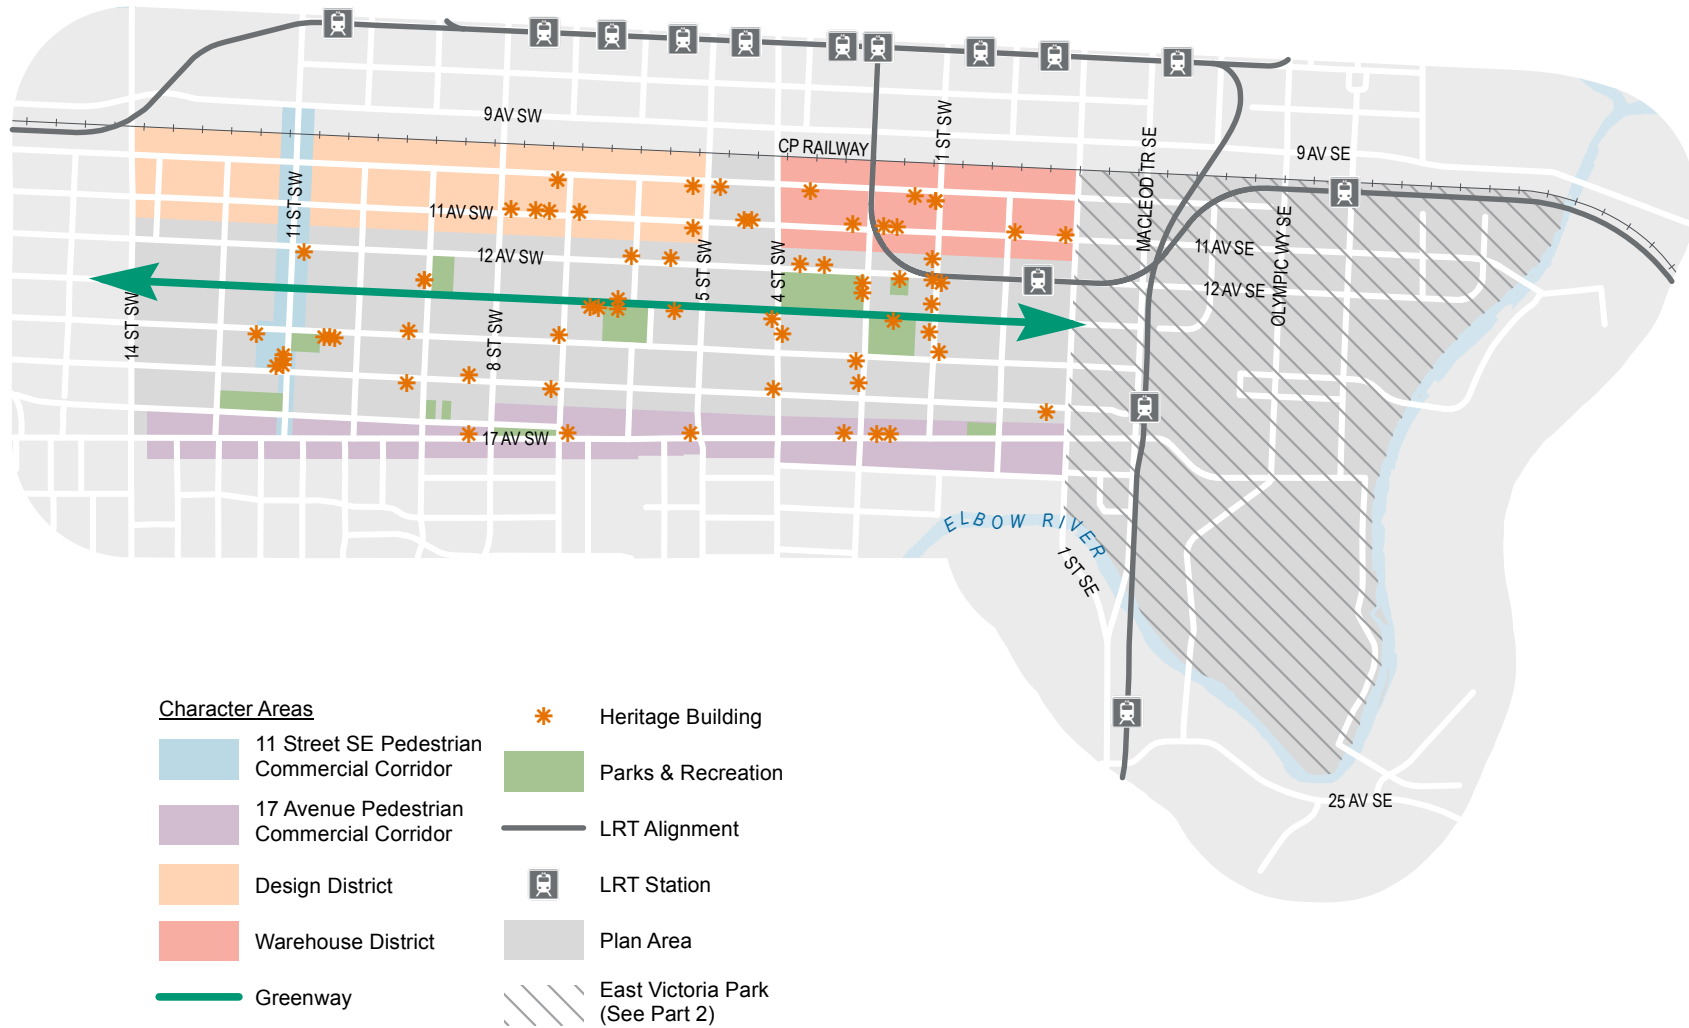 9 AV SW
CP RAILWAY
1 ST SW
MACLEOD TR SE
9 AV SE
11 ST SW
11 AV SW
12 AV SW
5 ST SW
4 ST SW
11 AV SE
12 AV SE
OLYMPIC WY SE
14 ST SW
8 ST SW
17 AV SW
ELBOW RIVER
1 ST SE
25 AV SE
Character Areas
11 Street SE Pedestrian
Commercial Corridor
17 Avenue Pedestrian
Commercial Corridor
Design District
Warehouse District
Greenway
Heritage Building
Parks & Recreation
LRT Alignment
LRT Station
Plan Area
East Victoria Park
(See Part 2)